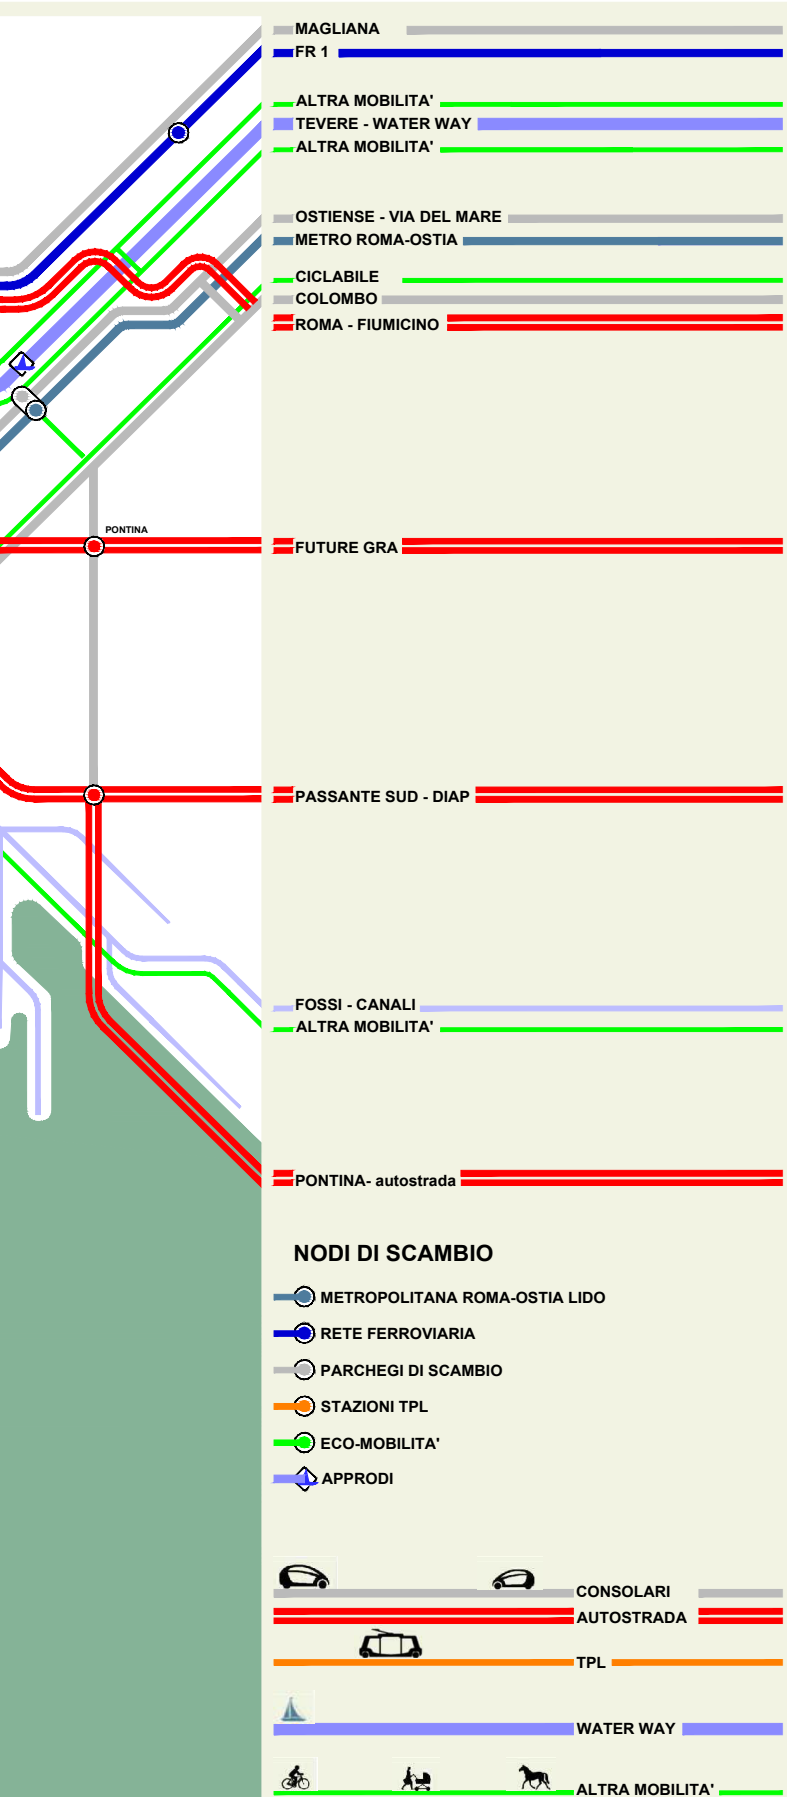 MAGLIANA
FR 1
ALTRA MOBILITA'
TEVERE - WATER WAY
ALTRA MOBILITA'
OSTIENSE - VIA DEL MARE
METRO ROMA-OSTIA
CICLABILE
COLOMBO
ROMA - FIUMICINO
PONTINA
FUTURE GRA
PASSANTE SUD - DIAP
FOSSI - CANALI
ALTRA MOBILITA'
PONTINA- autostrada
NODI DI SCAMBIO
METROPOLITANA ROMA-OSTIA LIDO
RETE FERROVIARIA
PARCHEGI DI SCAMBIO
STAZIONI TPL
ECO-MOBILITA'
APPRODI
CONSOLARI
AUTOSTRADA
TPL
WATER WAY
ALTRA MOBILITA'